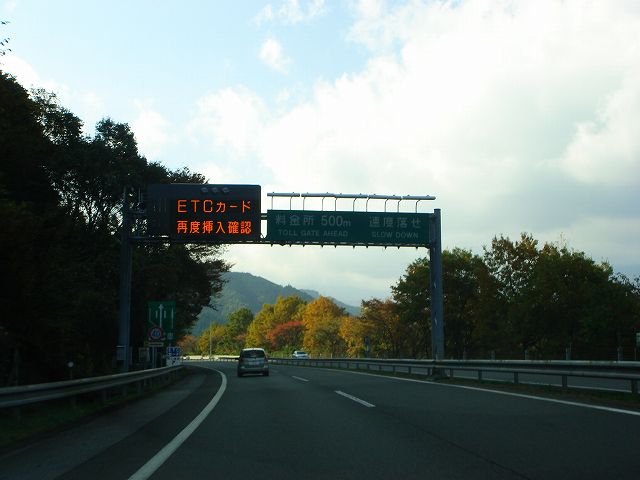 ETCカード
再度挿入確認
料金所 500m 速度落せ
TOLL GATE AHEAD SLOW DOWN